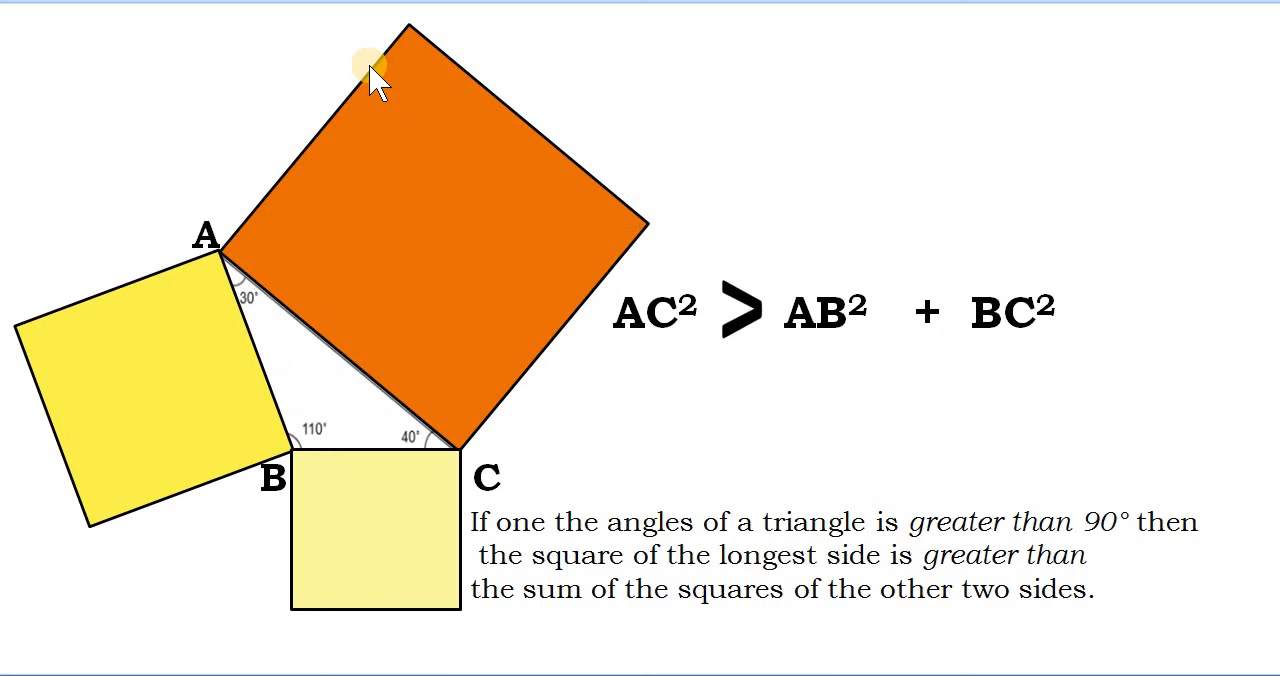 A
30°
AC² > AB² + BC²
110°
40°
B
C
If one the angles of a triangle is greater than 90° then
the square of the longest side is greater than
the sum of the squares of the other two sides.